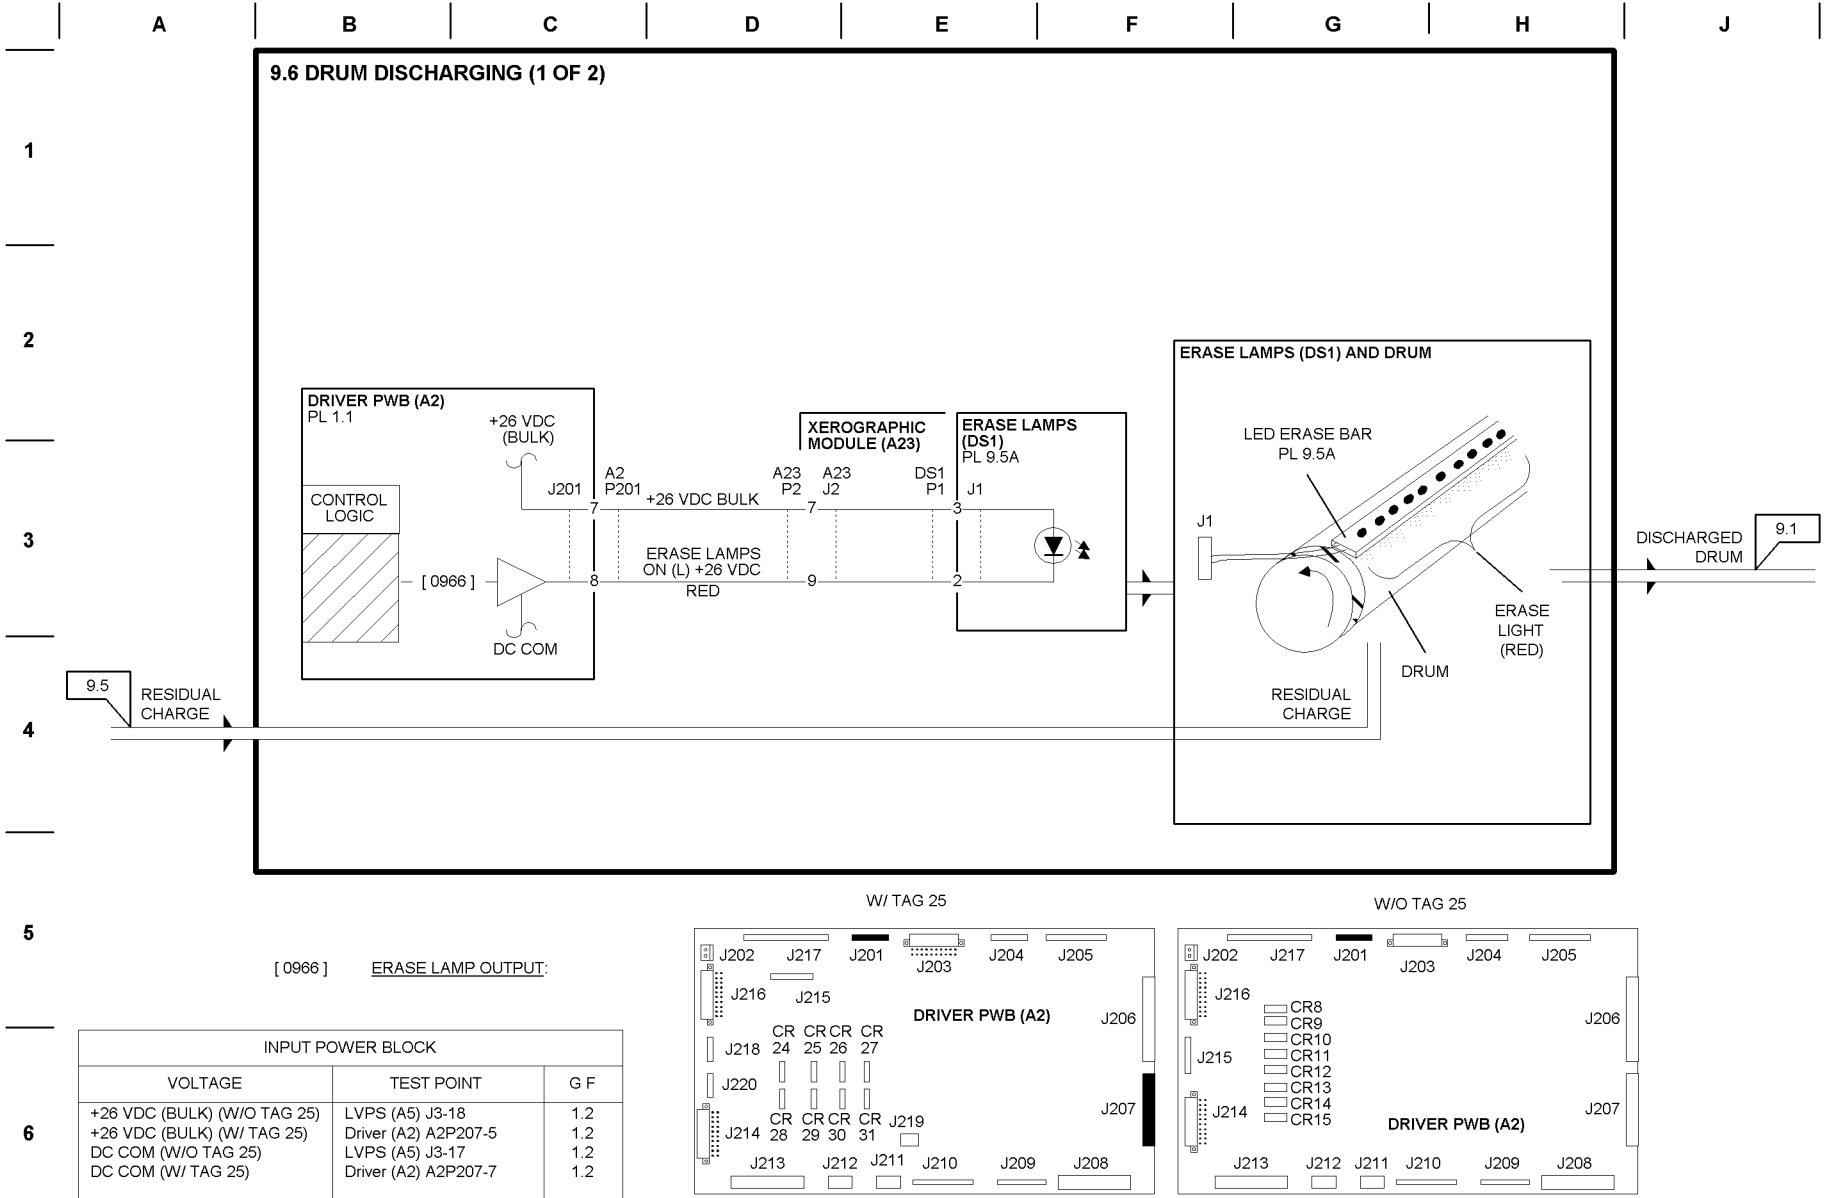 A B C D E F G H J
9.6 DRUM DISCHARGING (1 OF 2)
1
2
3
4
5
6
DRIVER PWB (A2)
PL 1.1
+26 VDC
(BULK)
CONTROL
LOGIC
[ 0966 ]
DC COM
J201
A2
P201
7
8
+26 VDC BULK
ERASE LAMPS
ON (L) +26 VDC
RED
XEROGRAPHIC
MODULE (A23)
A23
P2
A23
J2
7
9
DS1
P1
J1
3
2
ERASE LAMPS
(DS1)
PL 9.5A
ERASE LAMPS (DS1) AND DRUM
LED ERASE BAR
PL 9.5A
J1
ERASE
LIGHT
(RED)
DRUM
RESIDUAL
CHARGE
DISCHARGED
DRUM
9.1
9.5
RESIDUAL
CHARGE
[ 0966 ] ERASE LAMP OUTPUT:
INPUT POWER BLOCK
VOLTAGE TEST POINT G F
+26 VDC (BULK) (W/O TAG 25) LVPS (A5) J3-18 1.2
+26 VDC (BULK) (W/ TAG 25) Driver (A2) A2P207-5 1.2
DC COM (W/O TAG 25) LVPS (A5) J3-17 1.2
DC COM (W/ TAG 25) Driver (A2) A2P207-7 1.2
W/ TAG 25
J202 J217 J201 J203 J204 J205
J216 J215
DRIVER PWB (A2)
J206
CR CR CR CR
J218 24 25 26 27
J220
J207
CR CR CR CR J219
J214 28 29 30 31
J213 J212 J211 J210 J209 J208
W/O TAG 25
J202 J217 J201 J203 J204 J205
J216
CR8
CR9
CR10
CR11
CR12
CR13
CR14
CR15
J206
J215
J214
J207
DRIVER PWB (A2)
J213 J212 J211 J210 J209 J208